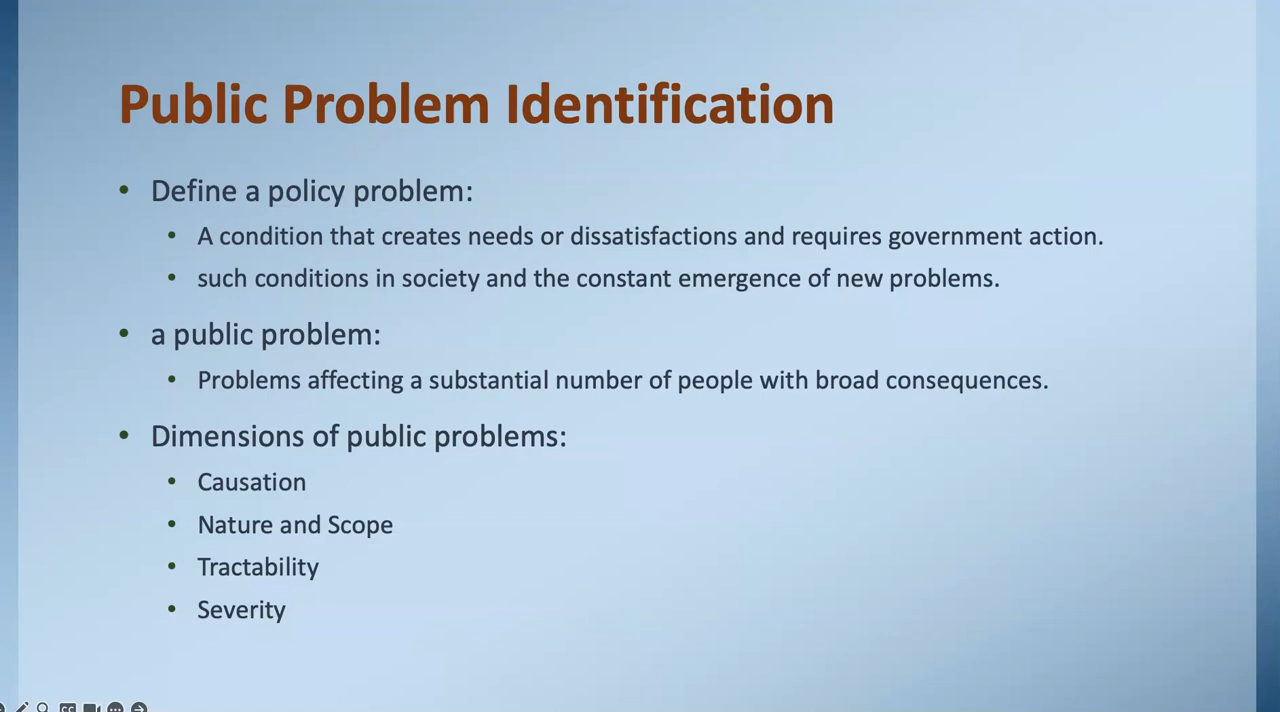 Public Problem Identification
• Define a policy problem:
• A condition that creates needs or dissatisfactions and requires government action.
• such conditions in society and the constant emergence of new problems.
• a public problem:
• Problems affecting a substantial number of people with broad consequences.
• Dimensions of public problems:
• Causation
• Nature and Scope
• Tractability
• Severity
CC